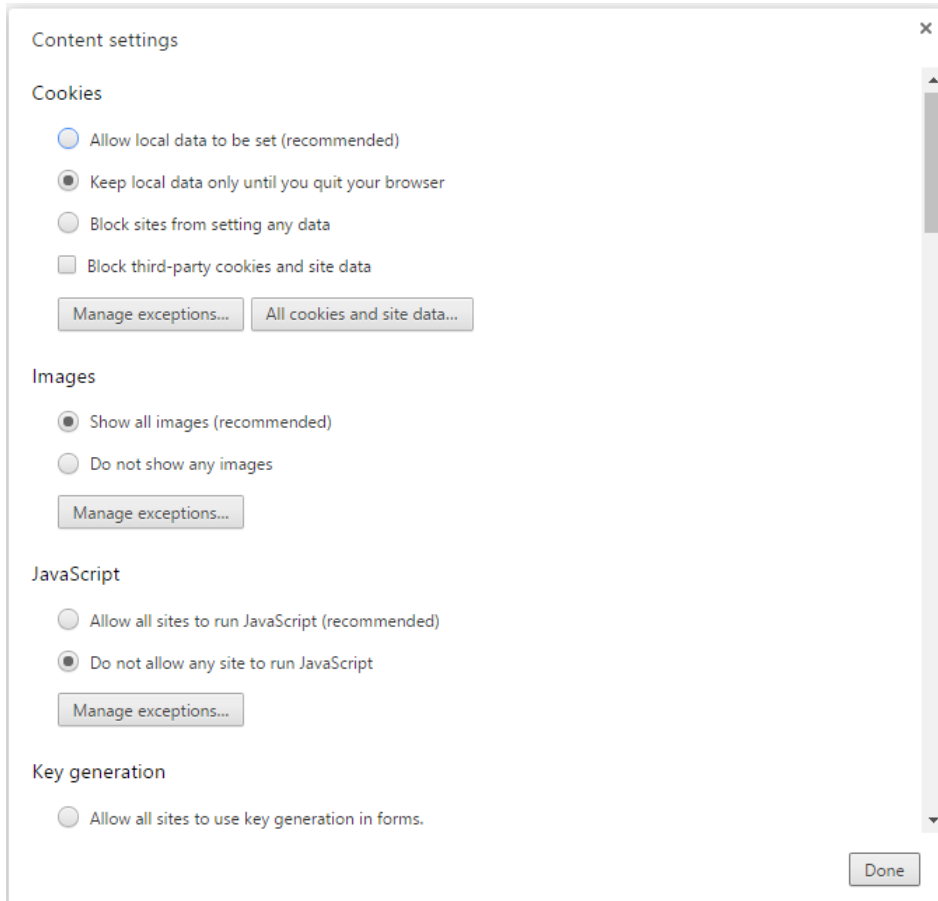 Content settings
Cookies
Allow local data to be set (recommended)
Keep local data only until you quit your browser
Block sites from setting any data
Block third-party cookies and site data
Manage exceptions... All cookies and site data...
Images
Show all images (recommended)
Do not show any images
Manage exceptions...
JavaScript
Allow all sites to run JavaScript (recommended)
Do not allow any site to run JavaScript
Manage exceptions...
Key generation
Allow all sites to use key generation in forms.
Done